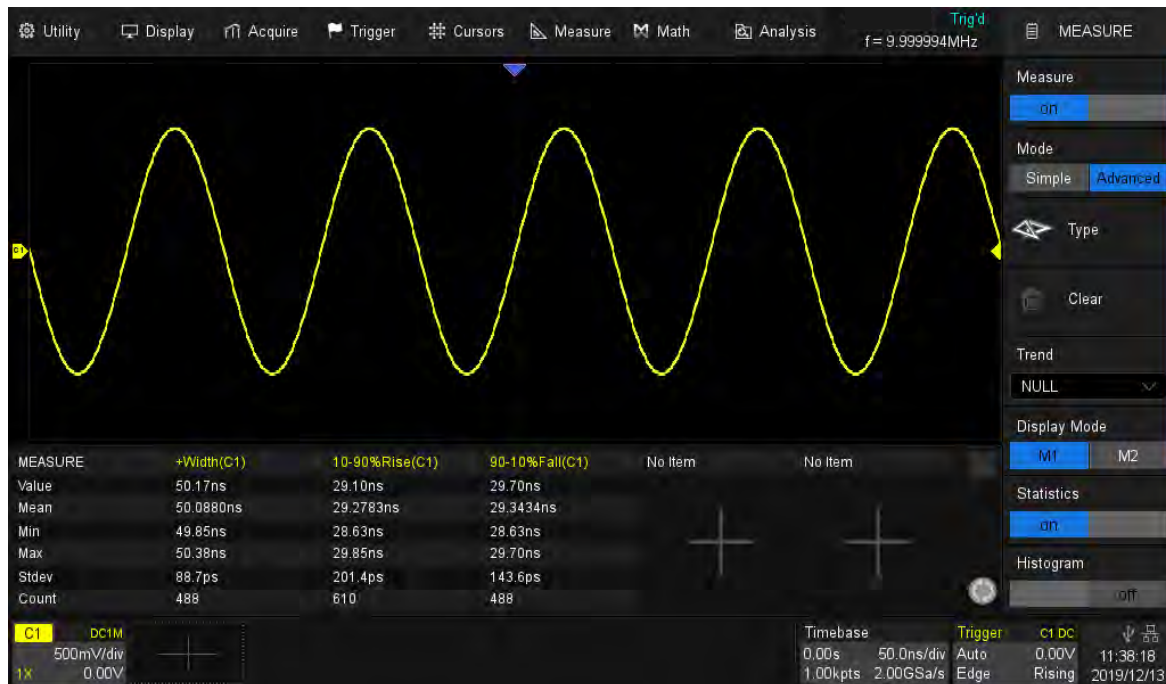 Utility Display Acquire Trigger Cursors Measure Math Analysis
Trig'd
f = 9.999994MHz
MEASURE
Measure
on
Mode
Simple Advanced
Type
Clear
Trend
NULL
Display Mode
M1 M2
Statistics
on
Histogram
off
C1
MEASURE +Width(C1) 10-90%Rise(C1) 90-10%Fall(C1) No Item No Item
Value 50.17ns 29.10ns 29.70ns
Mean 50.0880ns 29.2783ns 29.3434ns
Min 49.85ns 28.63ns 28.63ns
Max 50.38ns 29.85ns 29.70ns
Stdev 88.7ps 201.4ps 143.6ps
Count 488 610 488
C1 DC1M
500mV/div
1X 0.00V
Timebase
0.00s 50.0ns/div
1.00kpts 2.00GSa/s
Trigger C1 DC
Auto 0.00V
Edge Rising
11:38:18
2019/12/13